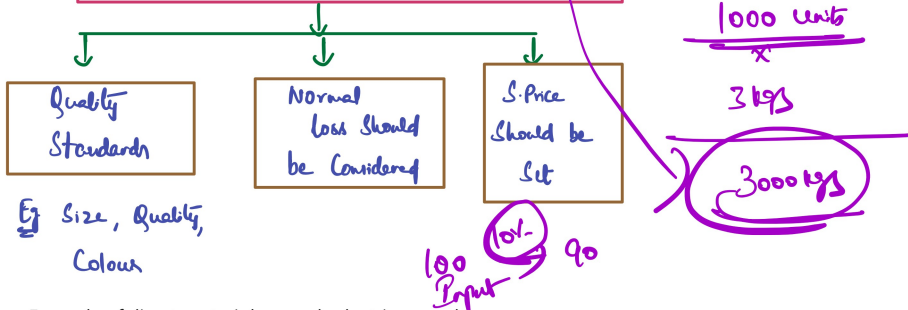 1000 units
x
3 kgs
3000 kgs
Quality
Standards
Normal
Loss Should
be Considered
S.Price
Should be
Set
Eg Size, Quality,
Colour
10%
100
90
Input